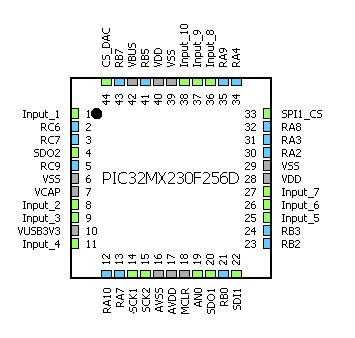 CS_DAC RB7 VBUS RB5 VDD VSS Input_10 Input_9 Input_8 RA9 RA4
44 43 42 41 40 39 38 37 36 35 34
Input_1 1 33 SPI1_CS
RC6 2 32 RA8
RC7 3 31 RA3
SDO2 4 30 RA2
RC9 5 29 VSS
VSS 6 PIC32MX230F256D 28 VDD
VCAP 7 27 Input_7
Input_2 8 26 Input_6
Input_3 9 25 Input_5
VUSB3V3 10 24 RB3
Input_4 11 23 RB2
12 13 14 15 16 17 18 19 20 21 22
RA10 RA7 SCK1 SCK2 AVSS AVDD MCLR AN0 SDO1 RB0 SDI1